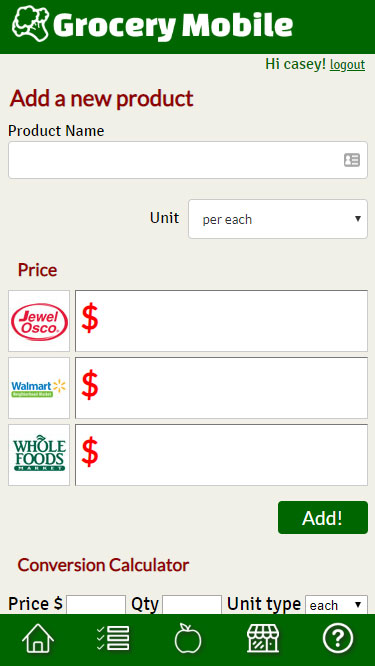 Grocery Mobile
Hi casey! logout
Add a new product
Product Name
Unit per each
Price
Jewel
Osco
$
Walmart
Neighborhood Market
$
WHOLE
FOODS
MARKET
$
Add!
Conversion Calculator
Price $ Qty Unit type each
?